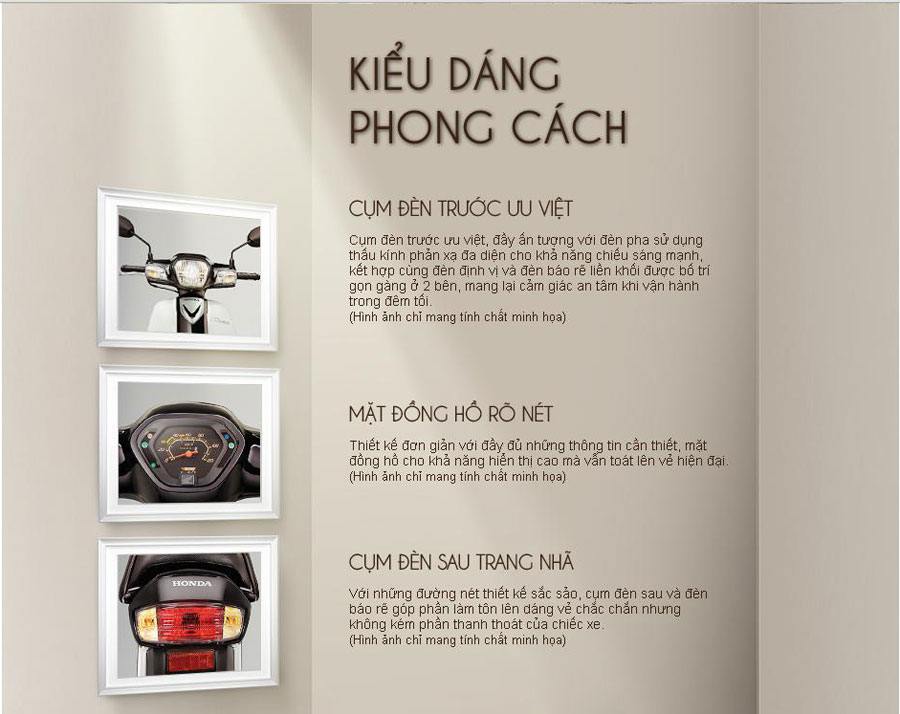 KIỂU DÁNG
PHONG CÁCH
CỤM ĐÈN TRƯỚC ƯU VIỆT
Cụm đèn trước ưu việt, đầy ấn tượng với đèn pha sử dụng
thấu kính phản xạ đa diện cho khả năng chiếu sáng mạnh,
kết hợp cùng đèn định vị và đèn báo rẽ liền khối được bố trí
gọn gàng ở 2 bên, mang lại cảm giác an tâm khi vận hành
trong đêm tối.
(Hình ảnh chỉ mang tính chất minh họa)
MẶT ĐỒNG HỒ RÕ NÉT
Thiết kế đơn giản với đầy đủ những thông tin cần thiết, mặt
đồng hồ cho khả năng hiển thị cao mà vẫn toát lên vẻ hiện đại.
(Hình ảnh chỉ mang tính chất minh họa)
CỤM ĐÈN SAU TRANG NHÃ
Với những đường nét thiết kế sắc sảo, cụm đèn sau và đèn
báo rẽ góp phần làm tôn lên dáng vẻ chắc chắn nhưng
không kém phần thanh thoát của chiếc xe.
(Hình ảnh chỉ mang tính chất minh họa)
HONDA